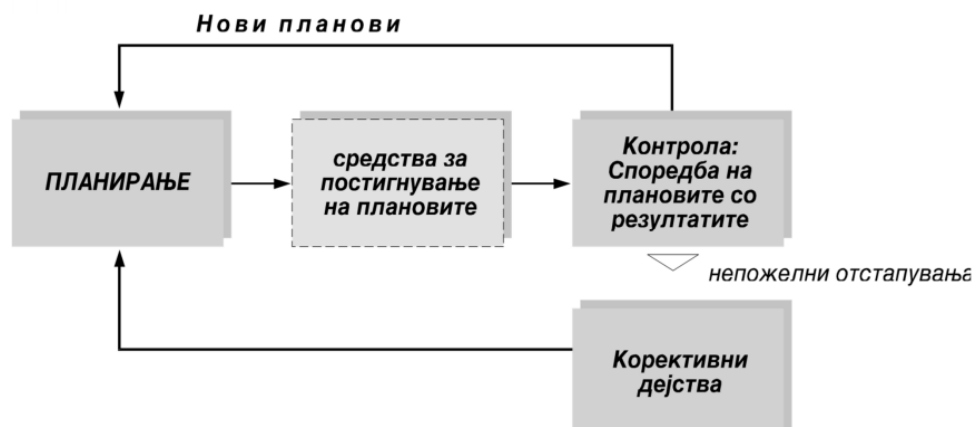 Нови планови
ПЛАНИРАЊЕ
средства за
постигнување
на плановите
Контрола:
Споредба на
плановите со
резултатите
непожелни отстапувања
Корективни
дејства